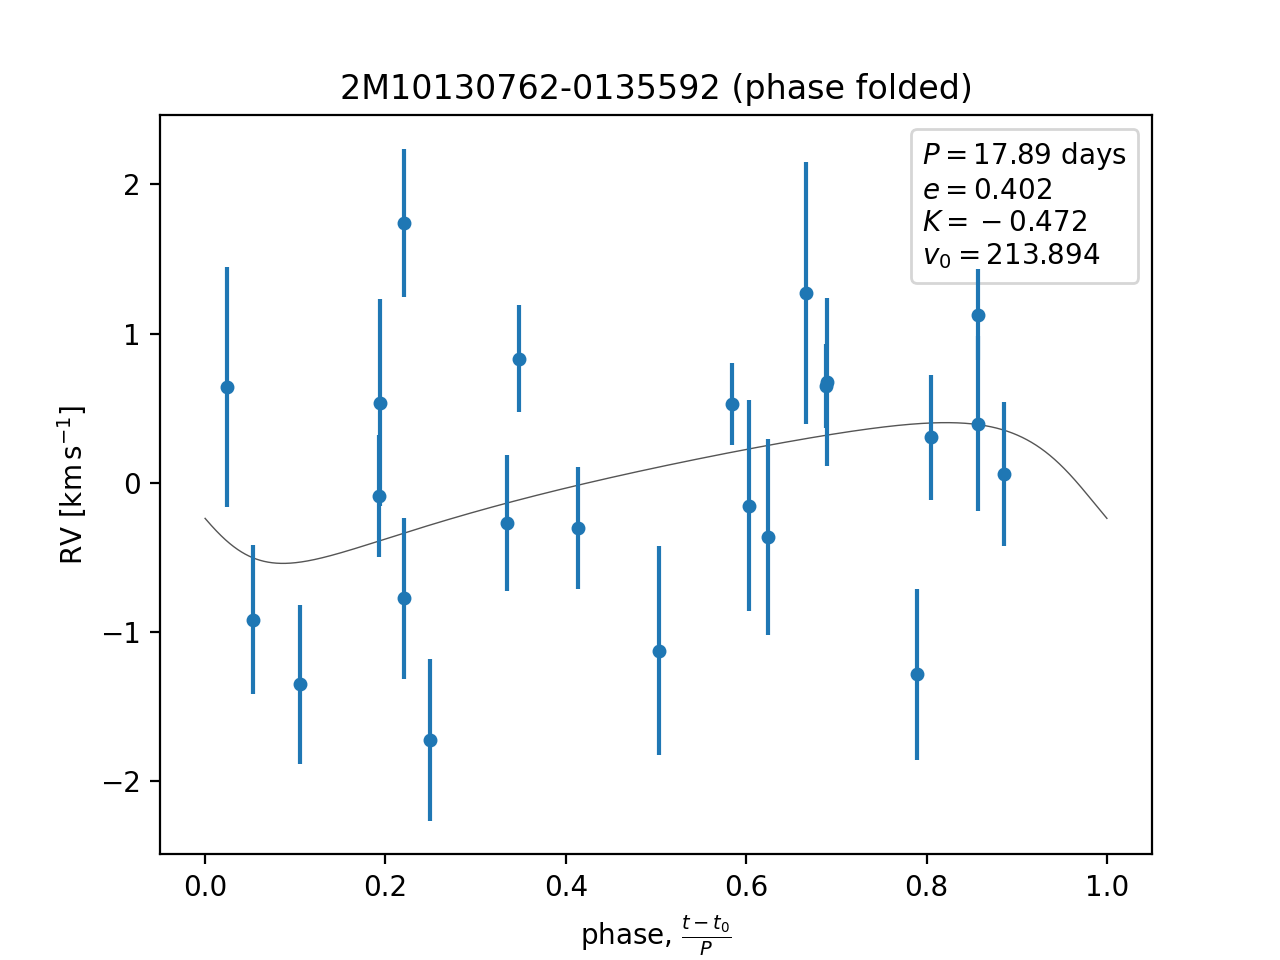 2M10130762-0135592 (phase folded)
P = 17.89 days
e = 0.402
K = −0.472
v₀ = 213.894
RV [km s⁻¹]
2
1
0
−1
−2
0.0 0.2 0.4 0.6 0.8 1.0
phase, (t − t₀)/P